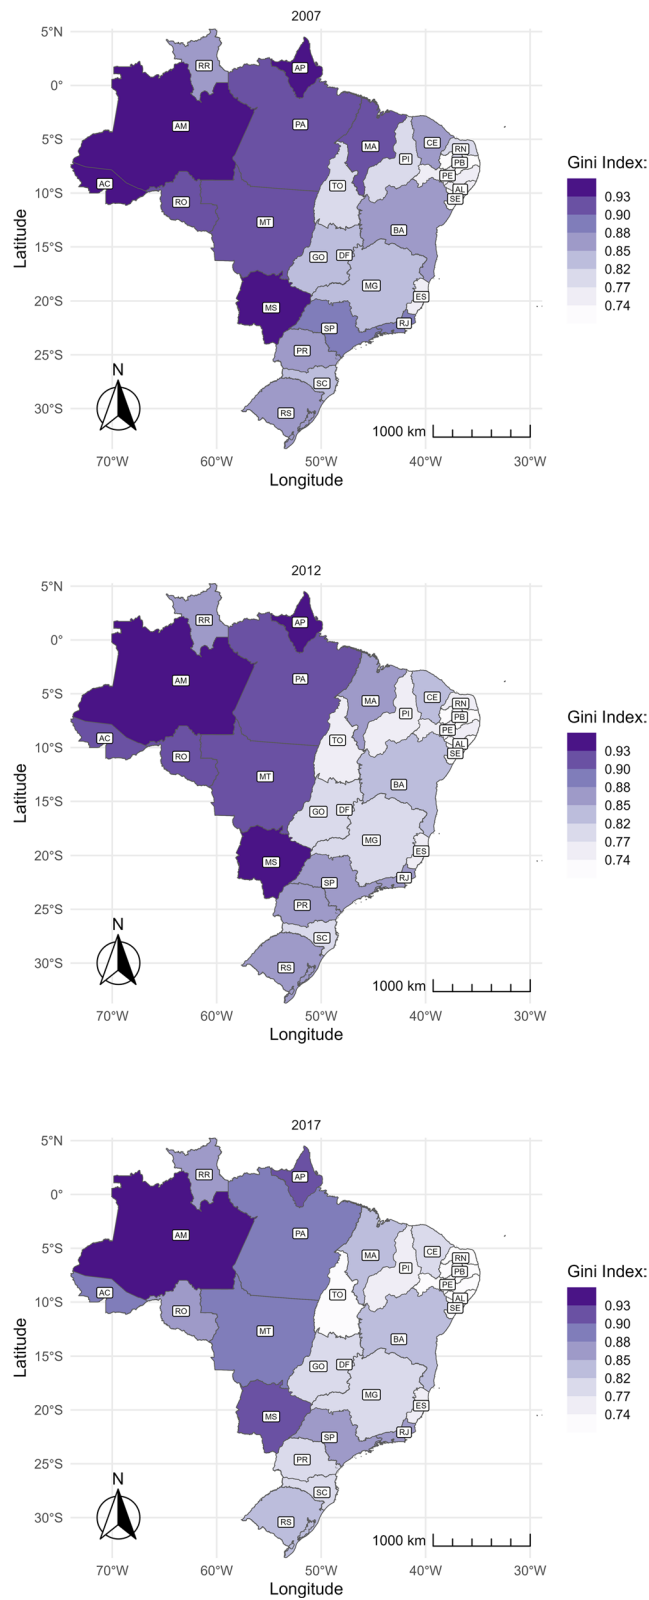 2007
5°N
0°
5°S
10°S
15°S
20°S
25°S
30°S
Latitude
RR
AP
AM
PA
MA
CE
RN
PI
PB
PE
AC
TO
AL
RO
SE
MT
BA
GO
DF
MG
ES
MS
SP
RJ
PR
SC
RS
N
1000 km
70°W 60°W 50°W 40°W 30°W
Longitude
Gini Index:
0.93
0.90
0.88
0.85
0.82
0.77
0.74
2012
5°N
0°
5°S
10°S
15°S
20°S
25°S
30°S
Latitude
RR
AP
AM
PA
MA
CE
RN
PI
PB
PE
AC
TO
AL
RO
SE
MT
BA
GO
DF
MG
ES
MS
SP
RJ
PR
SC
RS
N
1000 km
70°W 60°W 50°W 40°W 30°W
Longitude
Gini Index:
0.93
0.90
0.88
0.85
0.82
0.77
0.74
2017
5°N
0°
5°S
10°S
15°S
20°S
25°S
30°S
Latitude
RR
AP
AM
PA
MA
CE
RN
PI
PB
PE
AC
TO
AL
RO
SE
MT
BA
GO
DF
MG
ES
MS
SP
RJ
PR
SC
RS
N
1000 km
70°W 60°W 50°W 40°W 30°W
Longitude
Gini Index:
0.93
0.90
0.88
0.85
0.82
0.77
0.74